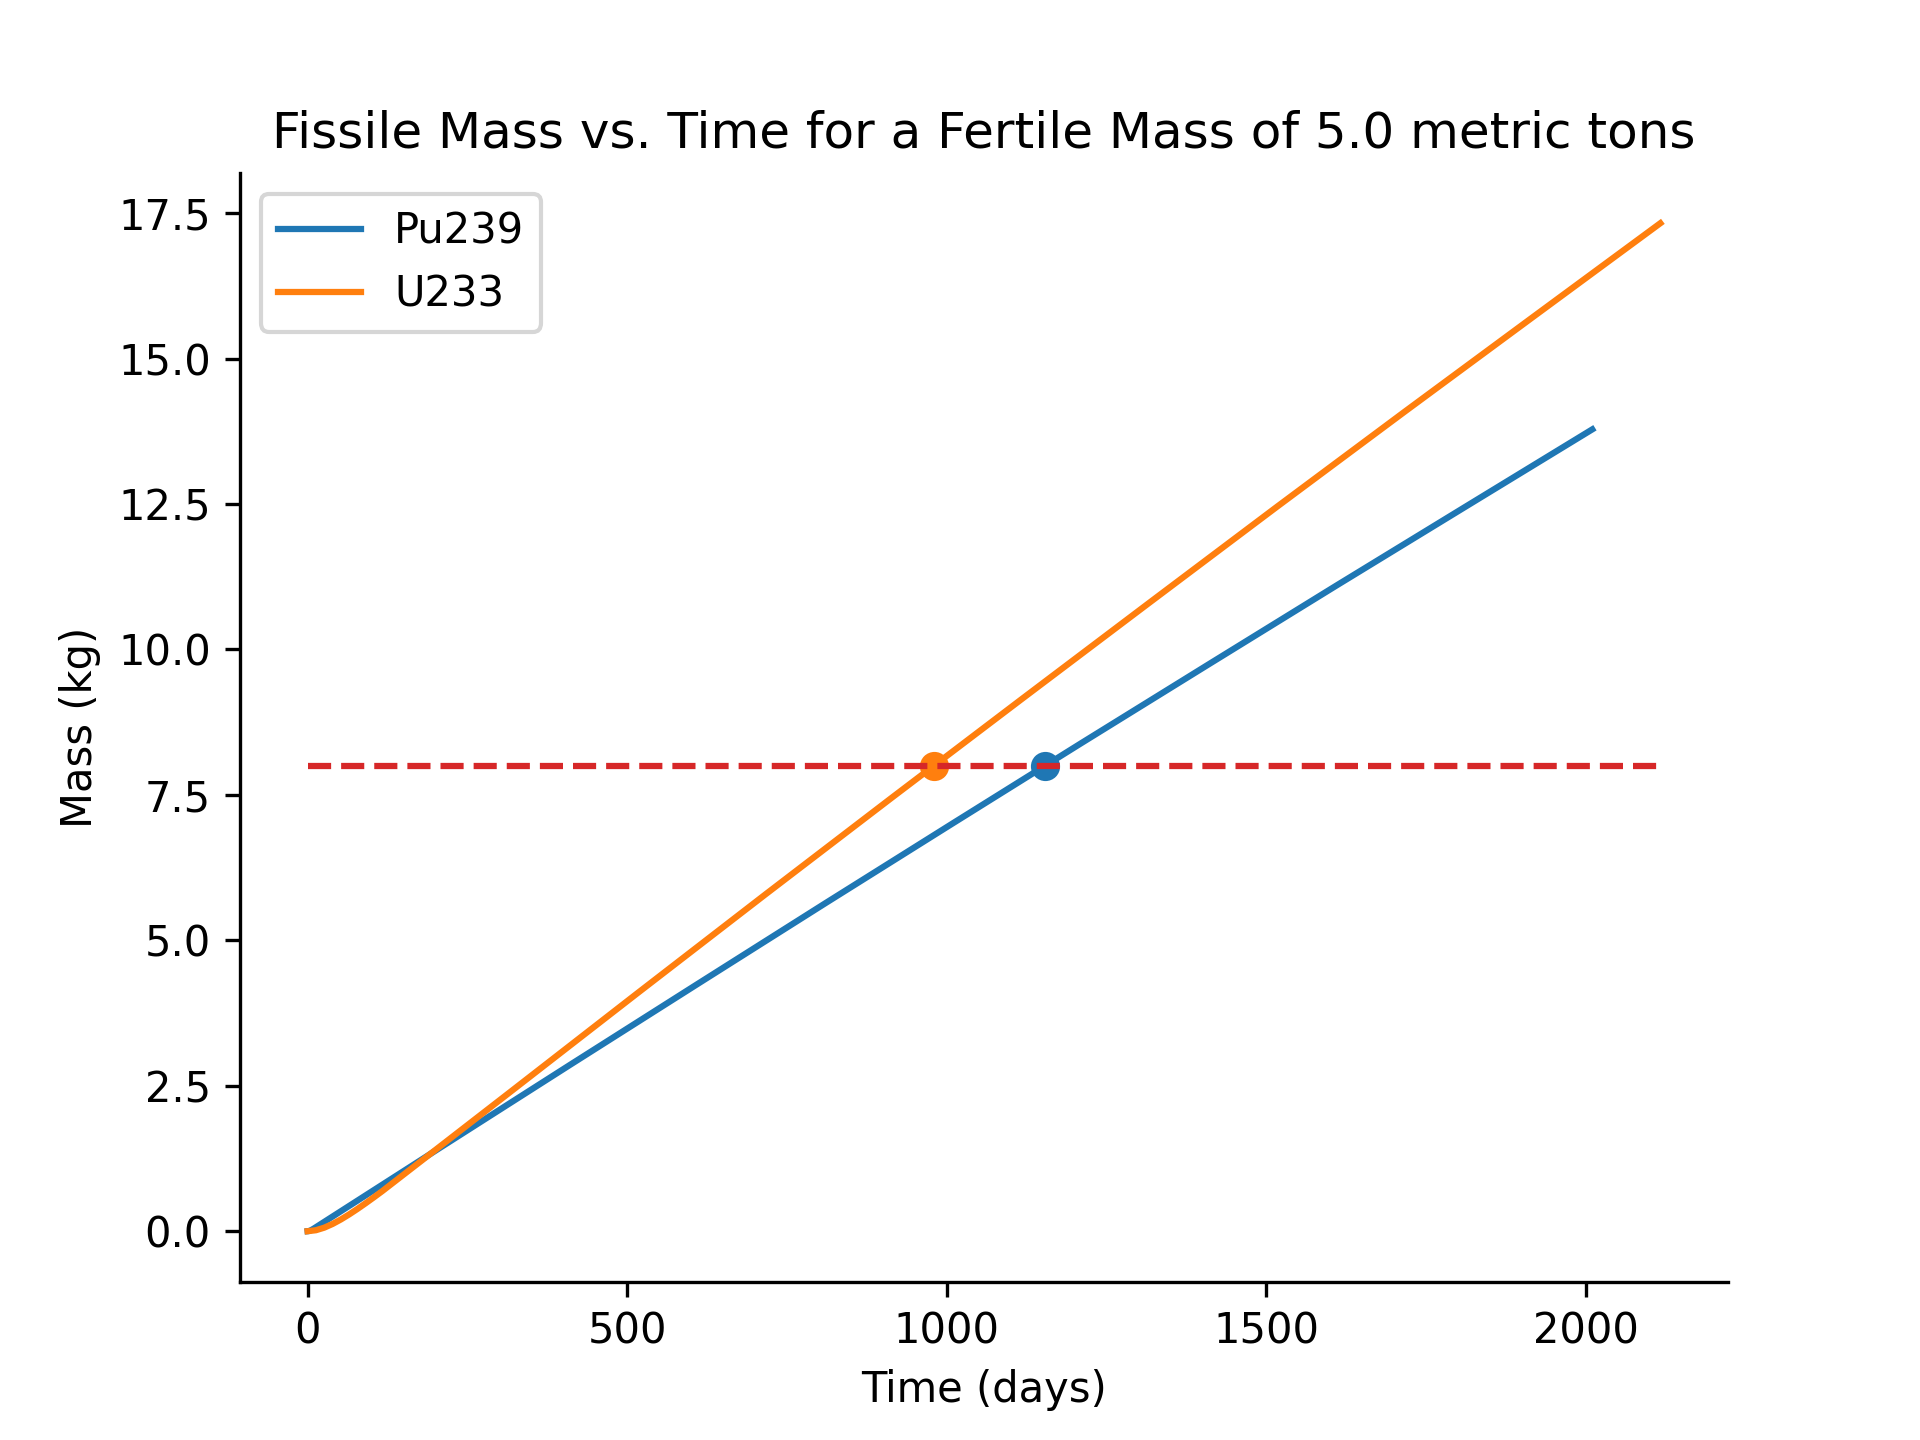 Fissile Mass vs. Time for a Fertile Mass of 5.0 metric tons
Pu239
U233
17.5
15.0
12.5
10.0
7.5
5.0
2.5
0.0
Mass (kg)
0 500 1000 1500 2000
Time (days)